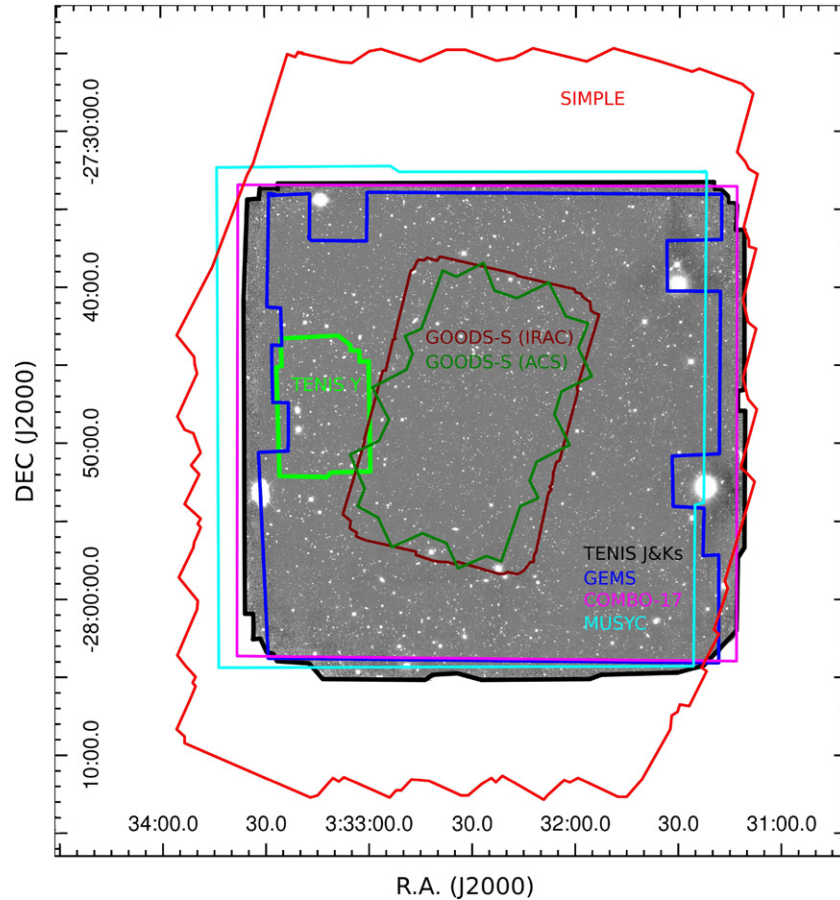 SIMPLE
-27:30:00.0
40:00.0
GOODS-S (IRAC)
GOODS-S (ACS)
TENIS Y
DEC (J2000)
50:00.0
TENIS J&Ks
GEMS
COMBO-17
MUSYC
-28:00:00.0
10:00.0
34:00.0 30.0 3:33:00.0 30.0 32:00.0 30.0 31:00.0
R.A. (J2000)